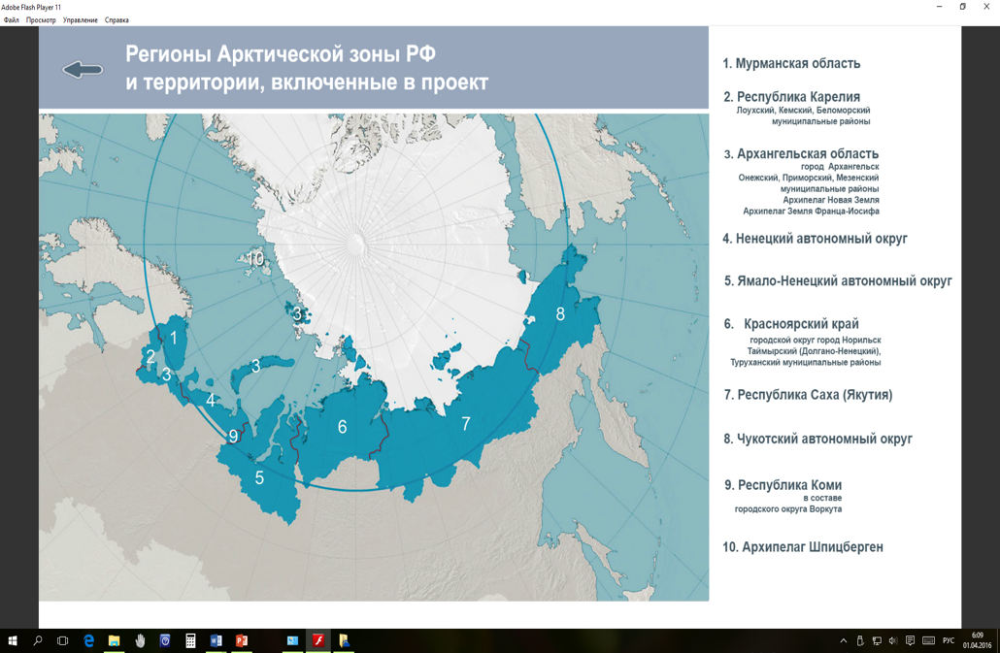 Adobe Flash Player 11
Файл Просмотр Управление Справка
Регионы Арктической зоны РФ
и территории, включенные в проект
1. Мурманская область
2. Республика Карелия
Лоухский, Кемский, Беломорский
муниципальные районы
3. Архангельская область
город Архангельск
Онежский, Приморский, Мезенский
муниципальные районы
Архипелаг Новая Земля
Архипелаг Земля Франца-Иосифа
4. Ненецкий автономный округ
5. Ямало-Ненецкий автономный округ
6. Красноярский край
городской округ город Норильск
Таймырский (Долгано-Ненецкий),
Туруханский муниципальные районы
7. Республика Саха (Якутия)
8. Чукотский автономный округ
9. Республика Коми
в составе
городского округа Воркута
10. Архипелаг Шпицберген
10
3
8
1
2
3
3
4
7
6
9
5
РУС
6:09
01.04.2016